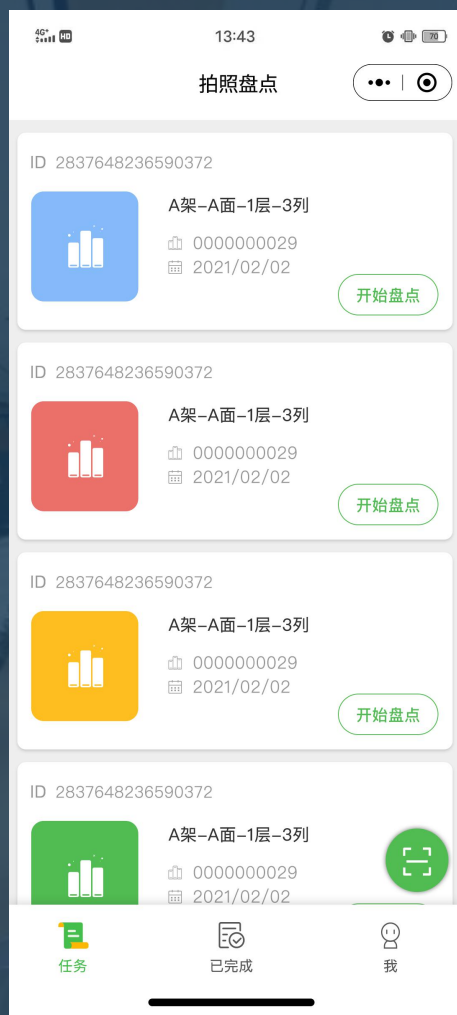 4G+ HD 13:43 70
拍照盘点
ID 2837648236590372
A架-A面-1层-3列
0000000029
2021/02/02
开始盘点
ID 2837648236590372
A架-A面-1层-3列
0000000029
2021/02/02
开始盘点
ID 2837648236590372
A架-A面-1层-3列
0000000029
2021/02/02
开始盘点
ID 2837648236590372
A架-A面-1层-3列
0000000029
2021/02/02
任务 已完成 我